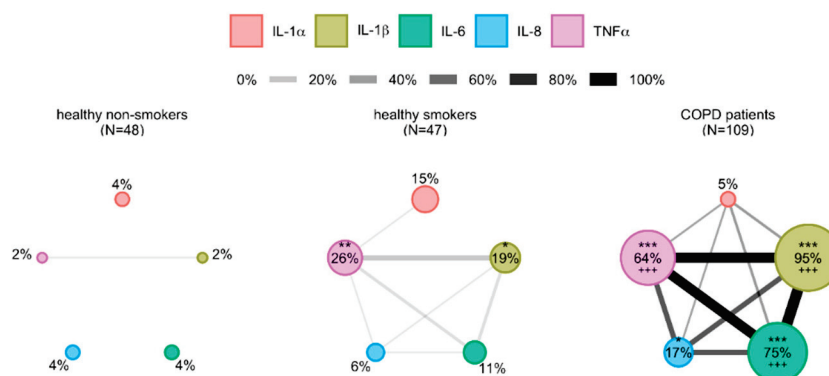 IL-1α IL-1β IL-6 IL-8 TNFα
0% 20% 40% 60% 80% 100%
healthy non-smokers
(N=48)
4%
2% 2%
4% 4%
healthy smokers
(N=47)
15%
**
26%
*
19%
6% 11%
COPD patients
(N=109)
5%
***
64%
+++
***
95%
+++
*
17%
***
75%
+++